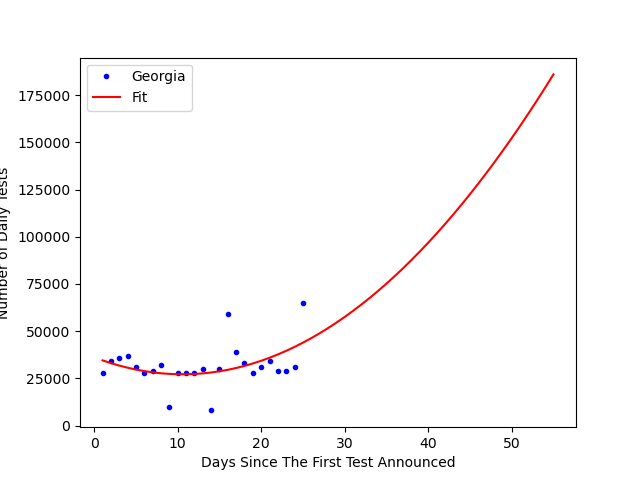 Georgia
Fit
175000
150000
125000
100000
75000
50000
25000
0
Number of Daily Tests
0 10 20 30 40 50
Days Since The First Test Announced